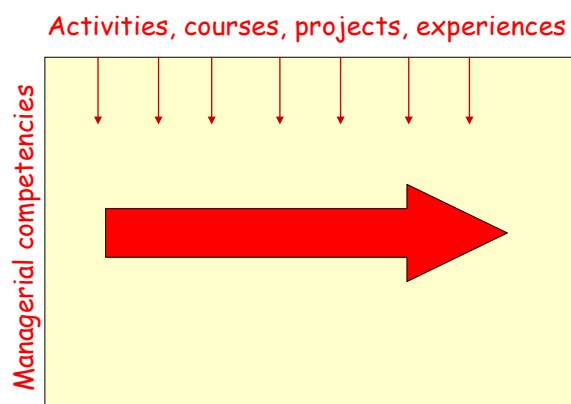 Activities, courses, projects, experiences
Managerial competencies